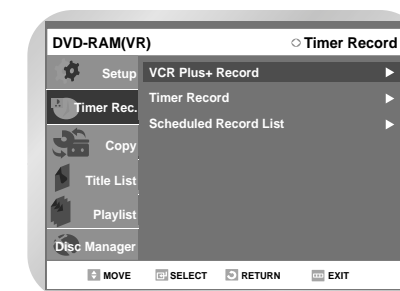 DVD-RAM(VR) Timer Record
Setup VCR Plus+ Record
Timer Rec. Timer Record
Scheduled Record List
Copy
Title List
Playlist
Disc Manager
MOVE SELECT RETURN EXIT